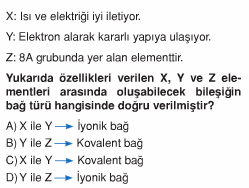 X: Isı ve elektriği iyi iletiyor.
Y: Elektron alarak kararlı yapıya ulaşıyor.
Z: 8A grubunda yer alan elementtir.
Yukarıda özellikleri verilen X, Y ve Z ele-
mentleri arasında oluşabilecek bileşiğin
bağ türü hangisinde doğru verilmiştir?
A) X ile Y → İyonik bağ
B) Y ile Z → Kovalent bağ
C) X ile Y → Kovalent bağ
D) Y ile Z → İyonik bağ